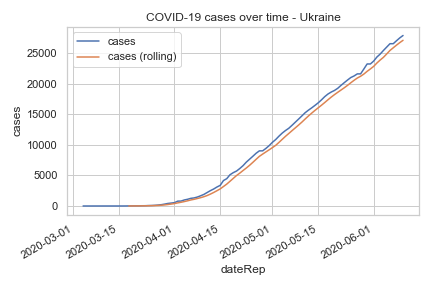 COVID-19 cases over time - Ukraine
cases
cases (rolling)
cases
25000
20000
15000
10000
5000
0
2020-03-01
2020-03-15
2020-04-01
2020-04-15
2020-05-01
2020-05-15
2020-06-01
dateRep